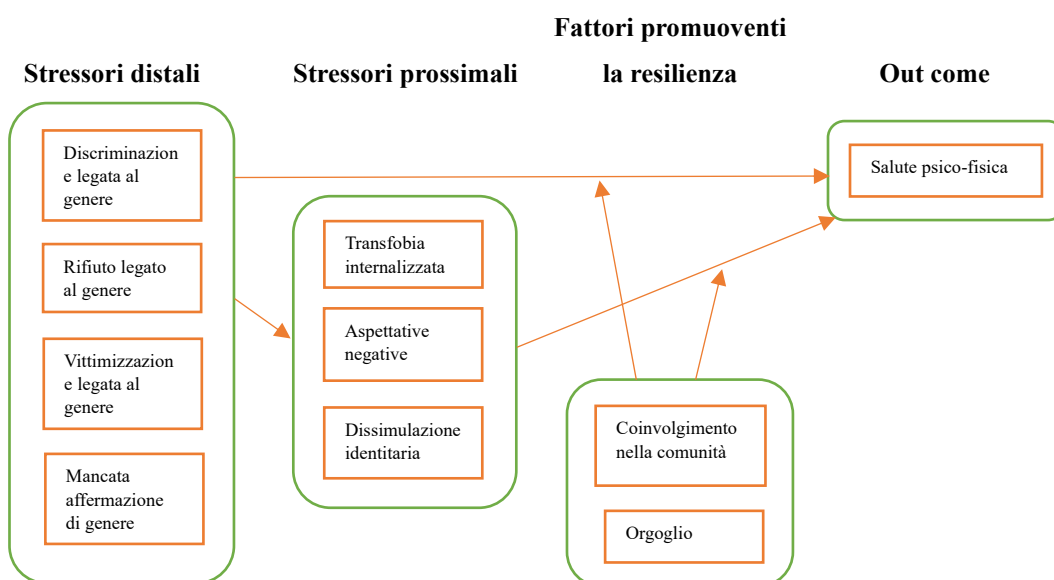 Stressori distali
Stressori prossimali
Fattori promuoventi
la resilienza
Out come
Discriminazion
e legata al
genere
Rifiuto legato
al genere
Vittimizzazion
e legata al
genere
Mancata
affermazione
di genere
Transfobia
internalizzata
Aspettative
negative
Dissimulazione
identitaria
Coinvolgimento
nella comunità
Orgoglio
Salute psico-fisica